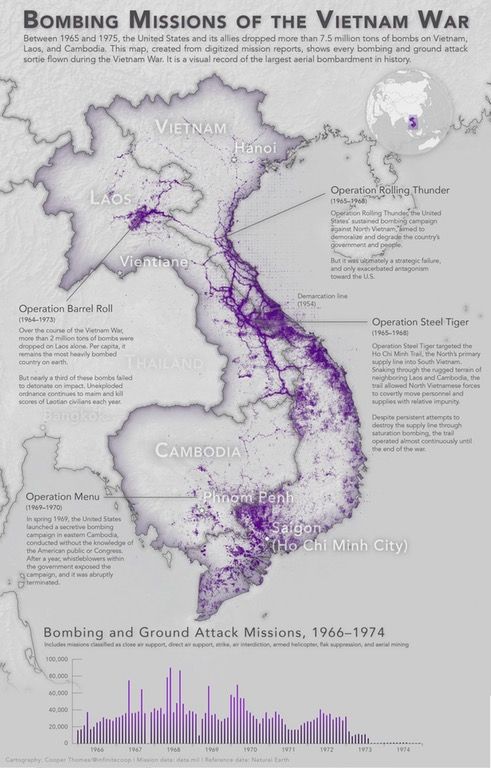 BOMBING MISSIONS OF THE VIETNAM WAR
Between 1965 and 1975, the United States and its allies dropped more than 7.5 million tons of bombs on Vietnam,
Laos, and Cambodia. This map, created from digitized mission reports, shows every bombing and ground attack
sortie flown during the Vietnam War. It is a visual record of the largest aerial bombardment in history.
VIETNAM
Hanoi
LAOS
Vientiane
Operation Rolling Thunder
(1965–1968)
Operation Rolling Thunder, the United
States' sustained bombing campaign
against North Vietnam, aimed to
demoralize and degrade the country's
government and people.
But it was ultimately a strategic failure,
and only exacerbated antagonism
toward the U.S.
Demarcation line
(1954)
Operation Barrel Roll
(1964–1973)
Over the course of the Vietnam War,
more than 2 million tons of bombs were
dropped on Laos alone. Per capita, it
remains the most heavily bombed
country on earth.
But nearly a third of these bombs failed
to detonate on impact. Unexploded
ordnance continues to maim and kill
scores of Laotian civilians each year.
Operation Steel Tiger
(1965–1968)
Operation Steel Tiger targeted the
Ho Chi Minh Trail, the North's primary
supply line into South Vietnam.
Snaking through the rugged terrain of
neighboring Laos and Cambodia, the
trail allowed North Vietnamese forces
to covertly move personnel and
supplies with relative impunity.
Despite persistent attempts to
destroy the supply line through
saturation bombing, the trail
operated almost continuously until
the end of the war.
THAILAND
Bangkok
CAMBODIA
Phnom Penh
Saigon
(Ho Chi Minh City)
Operation Menu
(1969–1970)
In spring 1969, the United States
launched a secretive bombing
campaign in eastern Cambodia,
conducted without the knowledge of
the American public or Congress.
After a year, whistleblowers within
the government exposed the
campaign, and it was abruptly
terminated.
Bombing and Ground Attack Missions, 1966–1974
Includes missions classified as close air support, direct air support, strike, air interdiction, armed helicopter, flak suppression, and aerial mining
100,000
80,000
60,000
40,000
20,000
0
1966 1967 1968 1969 1970 1971 1972 1973 1974
Cartography: Cooper Thomas/@infinitecoop | Mission data: data.mil | Reference data: Natural Earth